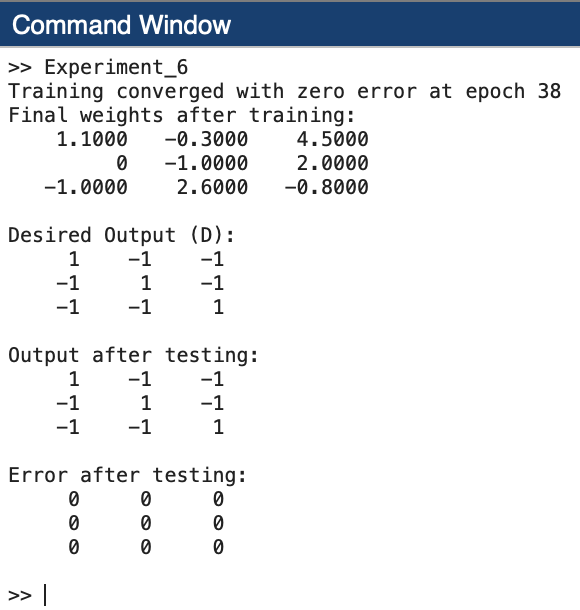 Command Window
>> Experiment_6
Training converged with zero error at epoch 38
Final weights after training:
1.1000 -0.3000 4.5000
0 -1.0000 2.0000
-1.0000 2.6000 -0.8000
Desired Output (D):
1 -1 -1
-1 1 -1
-1 -1 1
Output after testing:
1 -1 -1
-1 1 -1
-1 -1 1
Error after testing:
0 0 0
0 0 0
0 0 0
>>